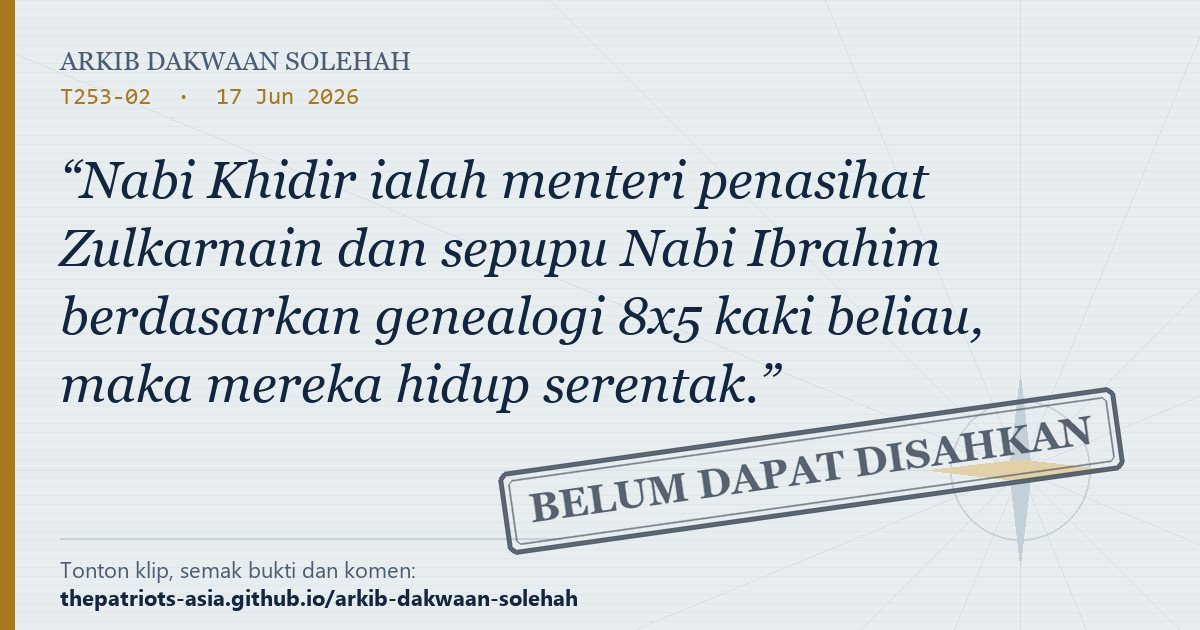 ARKIB DAKWAAN SOLEHAH
T253-02 · 17 Jun 2026
“Nabi Khidir ialah menteri penasihat
Zulkarnain dan sepupu Nabi Ibrahim
berdasarkan genealogi 8x5 kaki beliau,
maka mereka hidup serentak.”
BELUM DAPAT DISAHKAN
Tonton klip, semak bukti dan komen:
thepatriots-asia.github.io/arkib-dakwaan-solehah